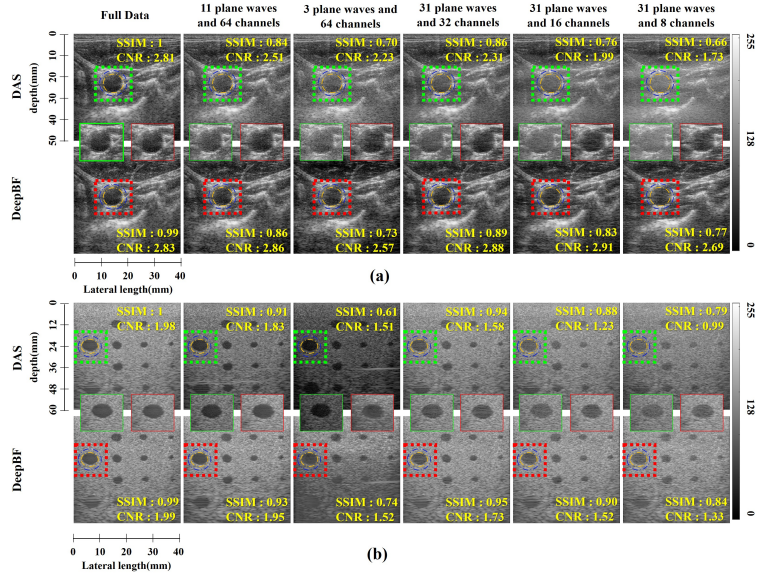 Full Data
11 plane waves
and 64 channels
3 plane waves and
64 channels
31 plane waves
and 32 channels
31 plane waves
and 16 channels
31 plane waves
and 8 channels
DAS
depth(mm)
0
10
20
30
40
50
SSIM : 1
CNR : 2.81
SSIM : 0.84
CNR : 2.51
SSIM : 0.70
CNR : 2.23
SSIM : 0.86
CNR : 2.31
SSIM : 0.76
CNR : 1.99
SSIM : 0.66
CNR : 1.73
255
128
0
DeepBF
SSIM : 0.99
CNR : 2.83
SSIM : 0.86
CNR : 2.86
SSIM : 0.73
CNR : 2.57
SSIM : 0.89
CNR : 2.88
SSIM : 0.83
CNR : 2.91
SSIM : 0.77
CNR : 2.69
0 10 20 30 40
Lateral length(mm)
(a)
DAS
depth(mm)
0
12
24
36
48
60
SSIM : 1
CNR : 1.98
SSIM : 0.91
CNR : 1.83
SSIM : 0.61
CNR : 1.51
SSIM : 0.94
CNR : 1.58
SSIM : 0.88
CNR : 1.23
SSIM : 0.79
CNR : 0.99
255
128
0
DeepBF
SSIM : 0.99
CNR : 1.99
SSIM : 0.93
CNR : 1.95
SSIM : 0.74
CNR : 1.52
SSIM : 0.95
CNR : 1.73
SSIM : 0.90
CNR : 1.52
SSIM : 0.84
CNR : 1.33
0 10 20 30 40
Lateral length(mm)
(b)